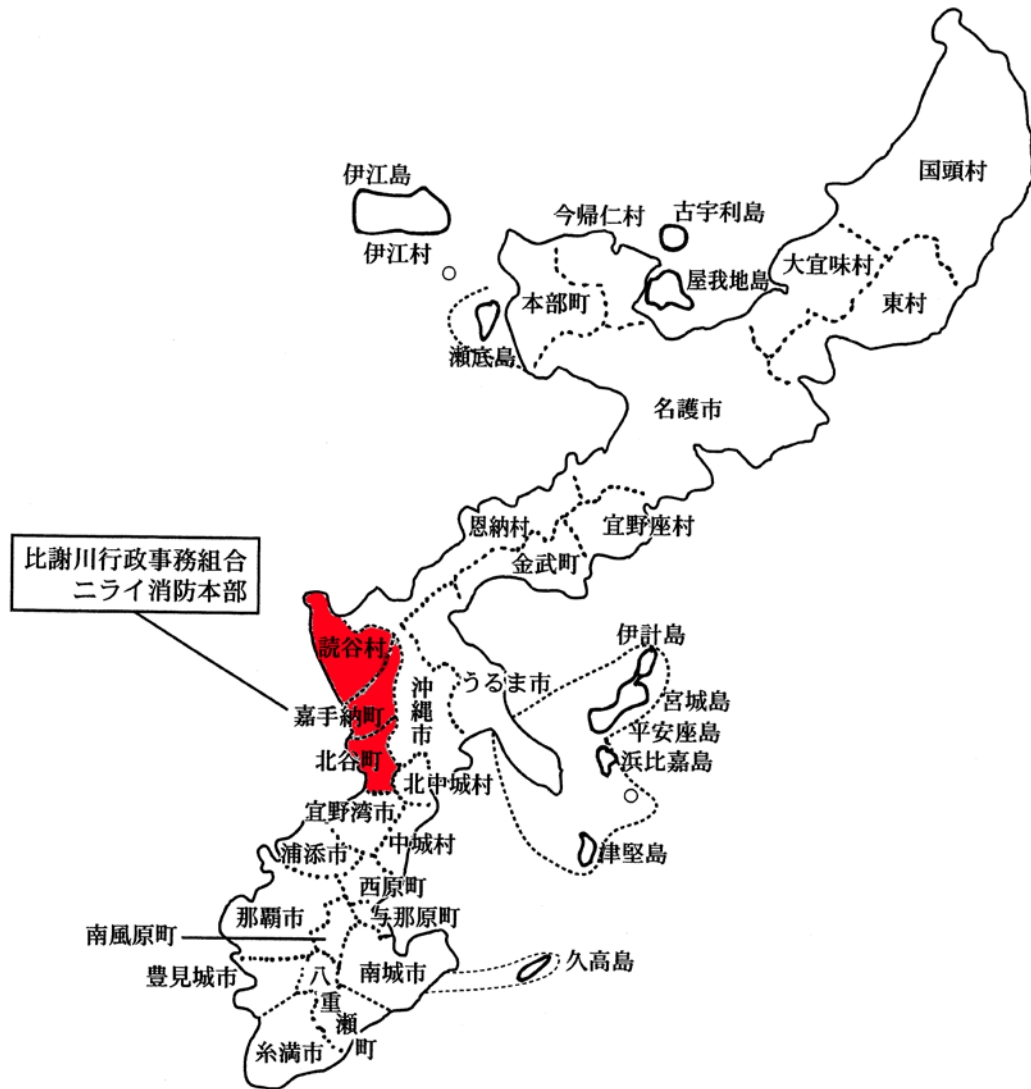 国頭村
伊江島
今帰仁村
古宇利島
伊江村
大宜味村
屋我地島
本部町
東村
瀬底島
名護市
恩納村
宜野座村
金武町
比謝川行政事務組合
ニライ消防本部
読谷村
伊計島
うるま市
沖縄市
宮城島
嘉手納町
平安座島
北谷町
浜比嘉島
北中城村
宜野湾市
中城村
浦添市
津堅島
西原町
那覇市
与那原町
南風原町
豊見城市
南城市
久高島
八重瀬町
糸満市